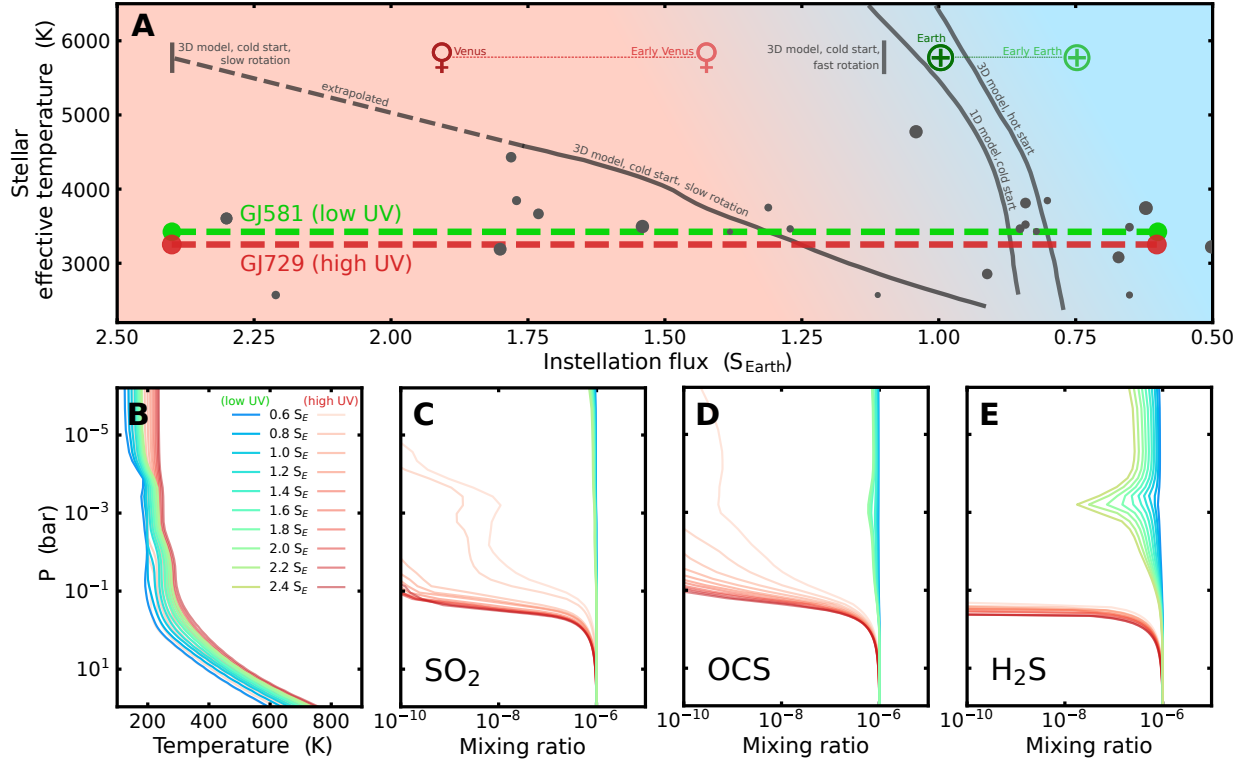 A
3D model, cold start,
slow rotation
Venus
Early Venus
3D model, cold start,
fast rotation
Earth
Early Earth
extrapolated
3D model, cold start, slow rotation
1D model, cold start
3D model, hot start
GJ581 (low UV)
GJ729 (high UV)
Stellar
effective temperature (K)
6000
5000
4000
3000
2.50
2.25
2.00
1.75
1.50
1.25
1.00
0.75
0.50
Instellation flux (S_Earth)
B
(low UV)
(high UV)
0.6 S_E
0.8 S_E
1.0 S_E
1.2 S_E
1.4 S_E
1.6 S_E
1.8 S_E
2.0 S_E
2.2 S_E
2.4 S_E
P (bar)
10⁻⁵
10⁻³
10⁻¹
10¹
200
400
600
800
Temperature (K)
C
SO₂
10⁻¹⁰
10⁻⁸
10⁻⁶
Mixing ratio
D
OCS
10⁻¹⁰
10⁻⁸
10⁻⁶
Mixing ratio
E
H₂S
10⁻¹⁰
10⁻⁸
10⁻⁶
Mixing ratio